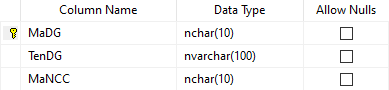 Column Name Data Type Allow Nulls
MaDG nchar(10)
TenDG nvarchar(100)
MaNCC nchar(10)